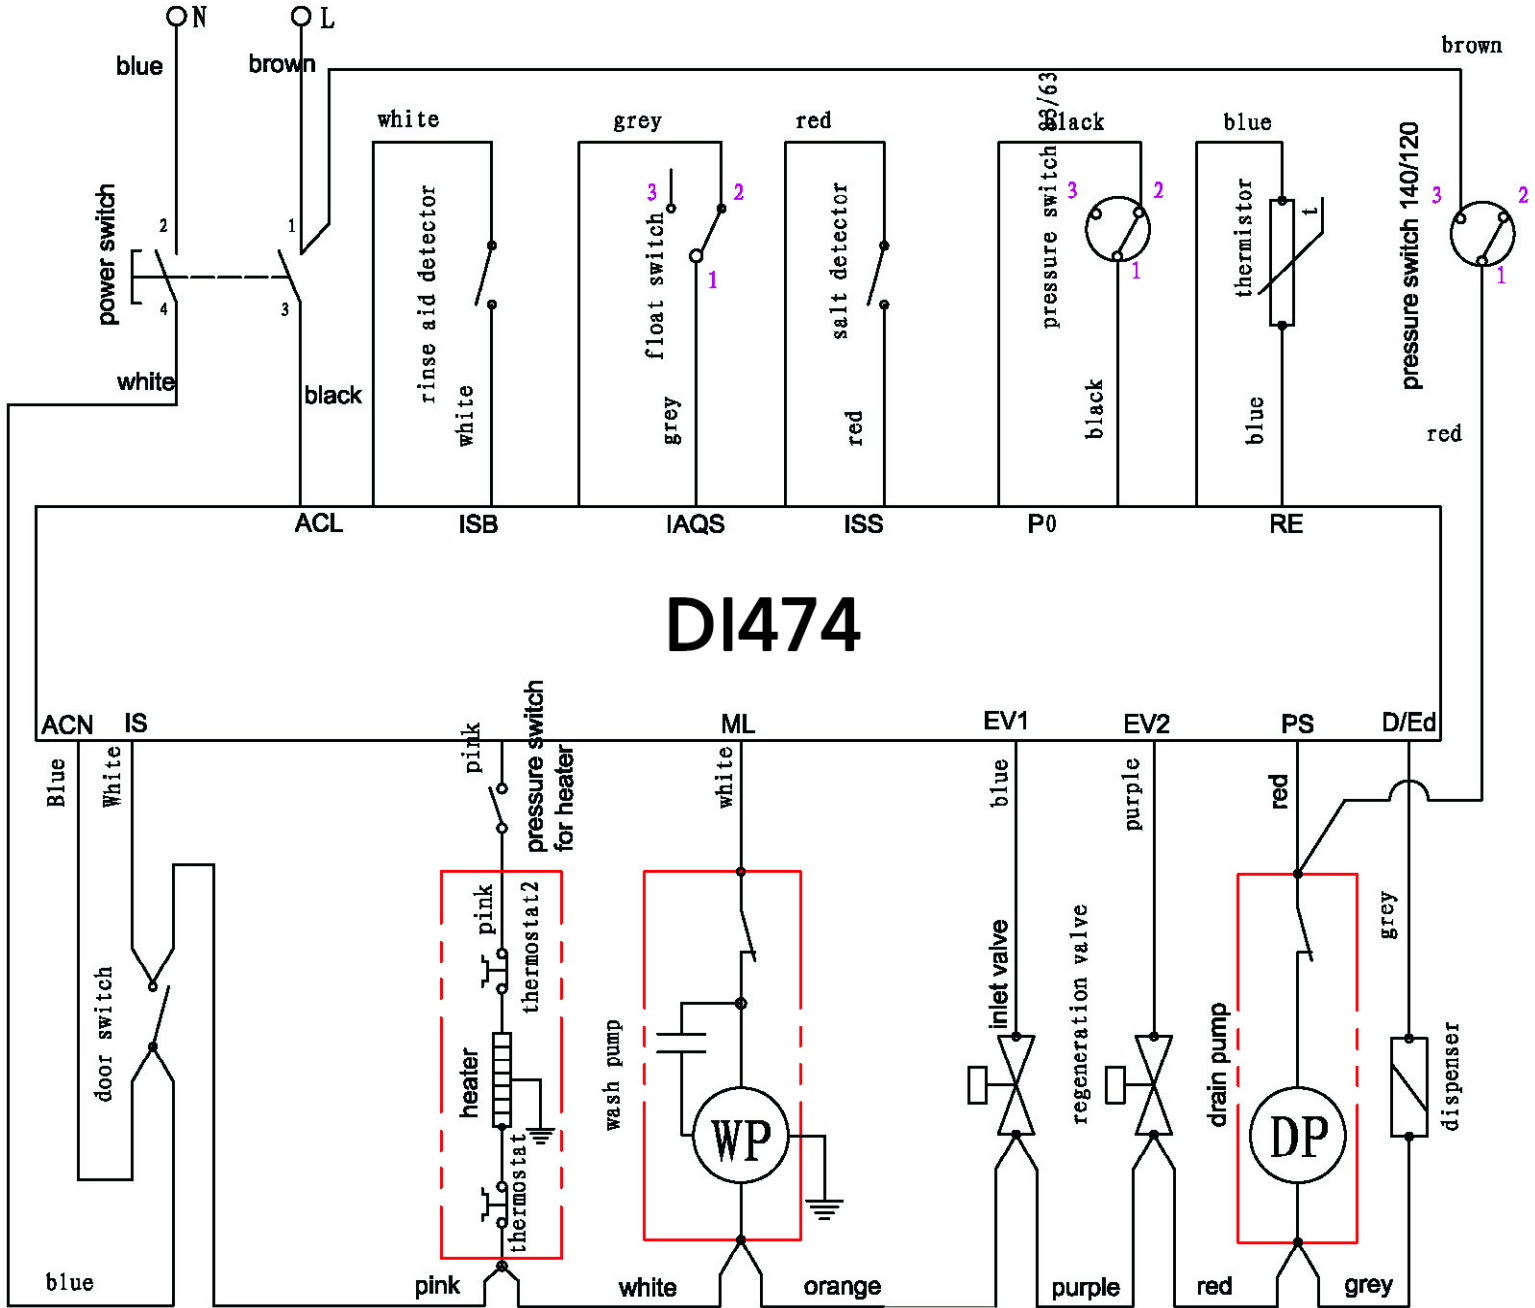 N
L
blue
brown
brown
white
grey
red
black
blue
power switch
2
1
4
3
rinse aid detector
float switch
3
2
1
salt detector
pressure switch 83/63
3
2
1
thermistor
t
pressure switch 140/120
3
2
1
white
black
white
grey
red
black
blue
red
ACL
ISB
IAQS
ISS
P0
RE
DI474
ACN
IS
ML
EV1
EV2
PS
D/Ed
Blue
White
pink
pressure switch
for heater
white
blue
purple
red
pink
thermostat2
grey
door switch
heater
thermostat
wash pump
WP
inlet valve
regeneration valve
drain pump
DP
dispenser
blue
pink
white
orange
purple
red
grey